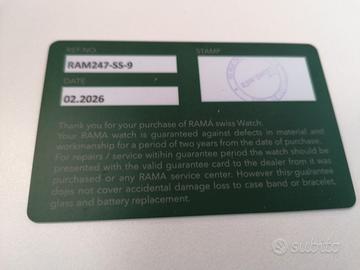 REF.NO. STAMP
RAM247-SS-9
DATE
02.2026
Thank you for your purchase of RAMA swiss Watch.
Your RAMA watch is guaranteed against defects in material and
workmanship for a period of two years from the date of purchase.
For repairs / service witihin guarantee period the watch should be
presented with the valid guarantee card to the dealer from it was
purchased or any RAMA service center. However this guarantee
does not cover accidental damage loss to case band or bracelet,
glass and battery replacement.
subito